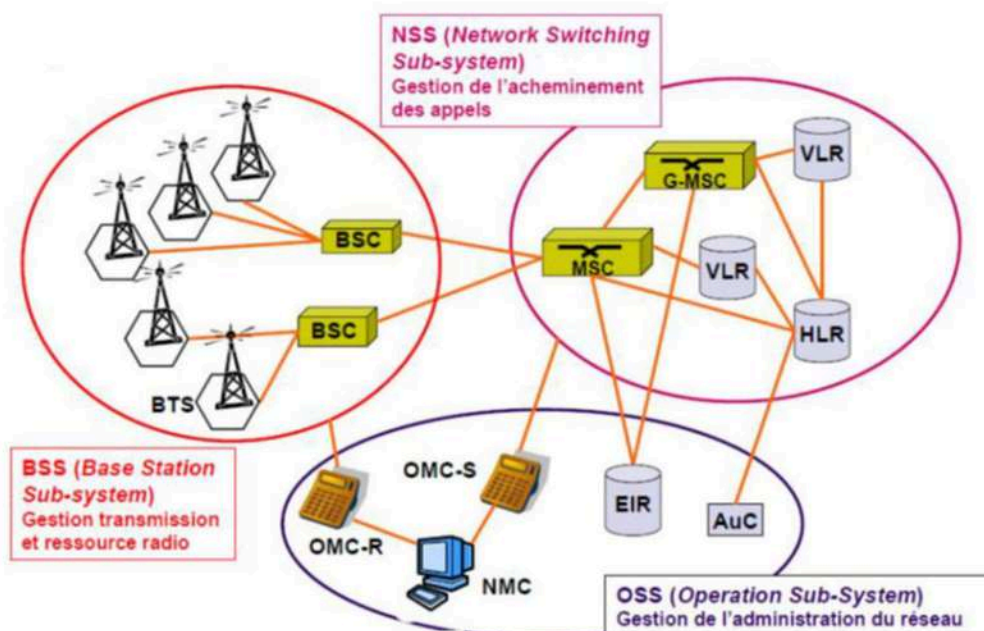 NSS (Network Switching
Sub-system)
Gestion de l'acheminement
des appels
VLR
G-MSC
BSC
MSC
VLR
BSC
HLR
BTS
BSS (Base Station
Sub-system)
Gestion transmission
et ressource radio
OMC-S
OMC-R
EIR
AuC
NMC
OSS (Operation Sub-System)
Gestion de l'administration du réseau